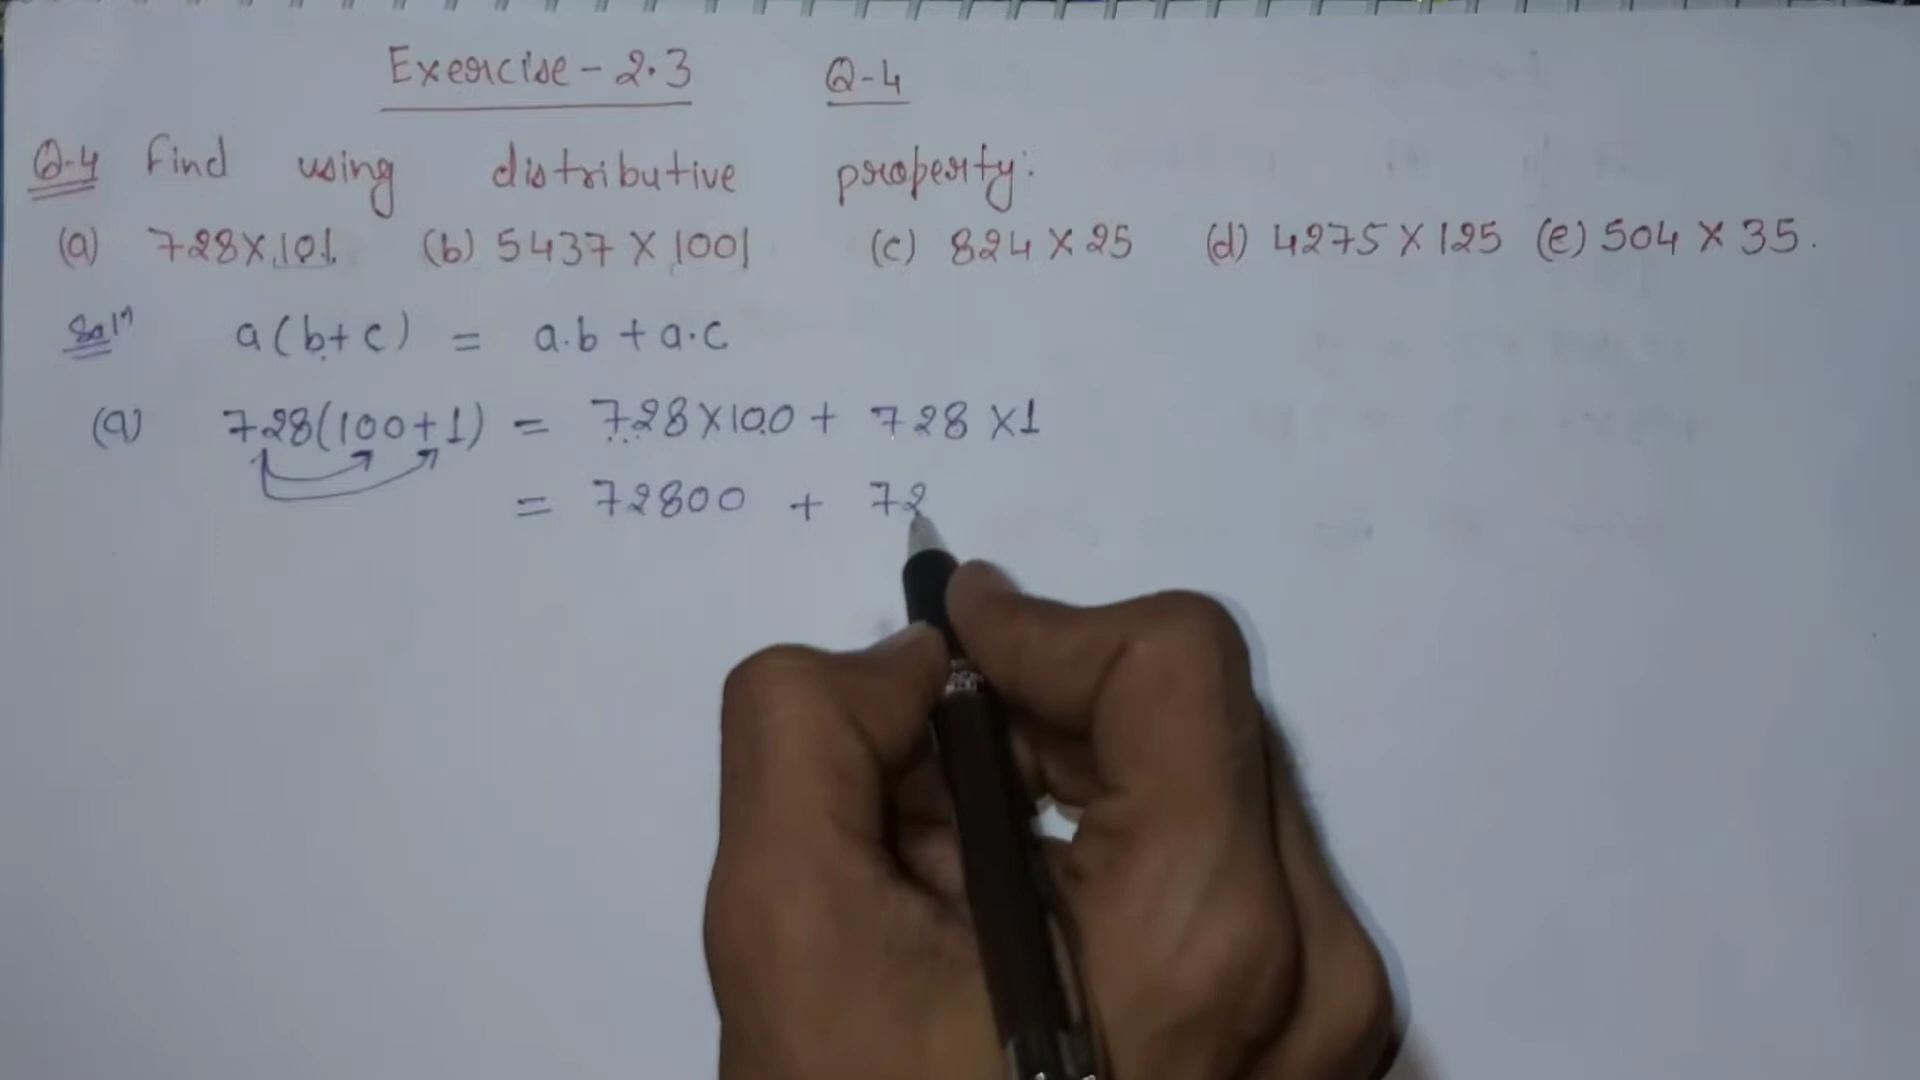 Exercise-2.3 Q-4
Q-4 Find using distributive property:
(a) 728×101. (b) 5437 × 1001 (c) 824 × 25 (d) 4275 × 125 (e) 504 × 35.
Solⁿ a(b+c) = a.b + a.c
(a) 728(100+1) = 728×100 + 728 ×1
= 72800 + 72